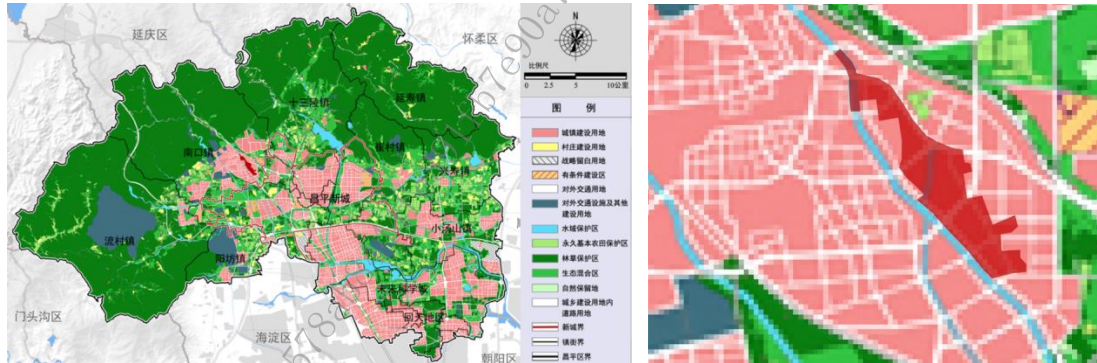 延庆区
怀柔区
N
比例尺
0 2.5 5 10公里
图 例
城镇建设用地
村庄建设用地
战略留白用地
有条件建设区
对外交通用地
对外交通设施及其他
建设用地
水域保护区
永久基本农田保护区
林草保护区
生态混合区
自然保留地
城乡建设用地内
道路用地
新城界
镇街界
昌平区界
十三陵镇
延寿镇
南口镇
崔村镇
兴寿镇
昌平新城
小汤山镇
流村镇
阳坊镇
未来科学城
回天地区
门头沟区
海淀区
朝阳区